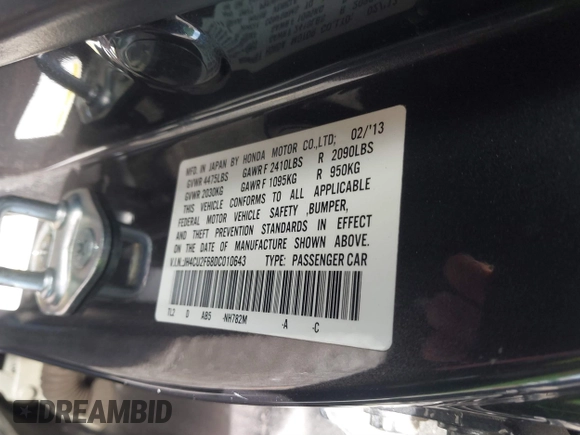 MFD. IN JAPAN BY HONDA MOTOR CO.,LTD; 02/'13
GVWR 4475LBS GAWR F 2410LBS R 2090LBS
GVWR 2030KG GAWR F 1095KG R 950KG
THIS VEHICLE CONFORMS TO ALL APPLICABLE
FEDERAL MOTOR VEHICLE SAFETY ,BUMPER,
AND THEFT PREVENTION STANDARDS IN EFFECT
ON THE DATE OF MANUFACTURE SHOWN ABOVE.
V.I.N. JH4CU2F68DC010643 TYPE: PASSENGER CAR
TL2 D ABS -NH782M -A -C
DREAMBID